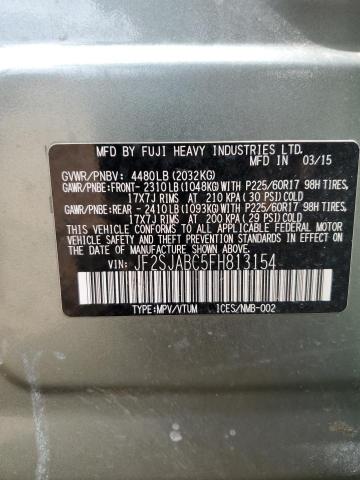 MFD BY FUJI HEAVY INDUSTRIES LTD.
MFD IN 03/15
GVWR/PNBV: 4480LB(2032KG)
GAWR/PNBE:FRONT- 2310LB(1048KG)WITH P225/60R17 98H TIRES,
17X7J RIMS AT 210 KPA (30 PSI)COLD
GAWR/PNBE:REAR - 2410LB(1093KG)WITH P225/60R17 98H TIRES,
17X7J RIMS AT 200 KPA(29 PSI)COLD
THIS VEHICLE CONFORMS TO ALL APPLICABLE FEDERAL MOTOR
VEHICLE SAFETY STANDARDS IN EFFECT ON THE DATE OF
MANUFACTURE SHOWN ABOVE.
VIN: JF2SJABC5FH813154
TYPE:MPV/VTUM ICES/NMB-002